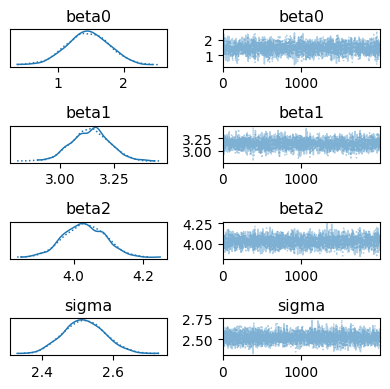 beta0 beta0
2
1
1 2 0 1000
beta1 beta1
3.25
3.00
3.00 3.25 0 1000
beta2 beta2
4.25
4.00
4.0 4.2 0 1000
sigma sigma
2.75
2.50
2.4 2.6 0 1000